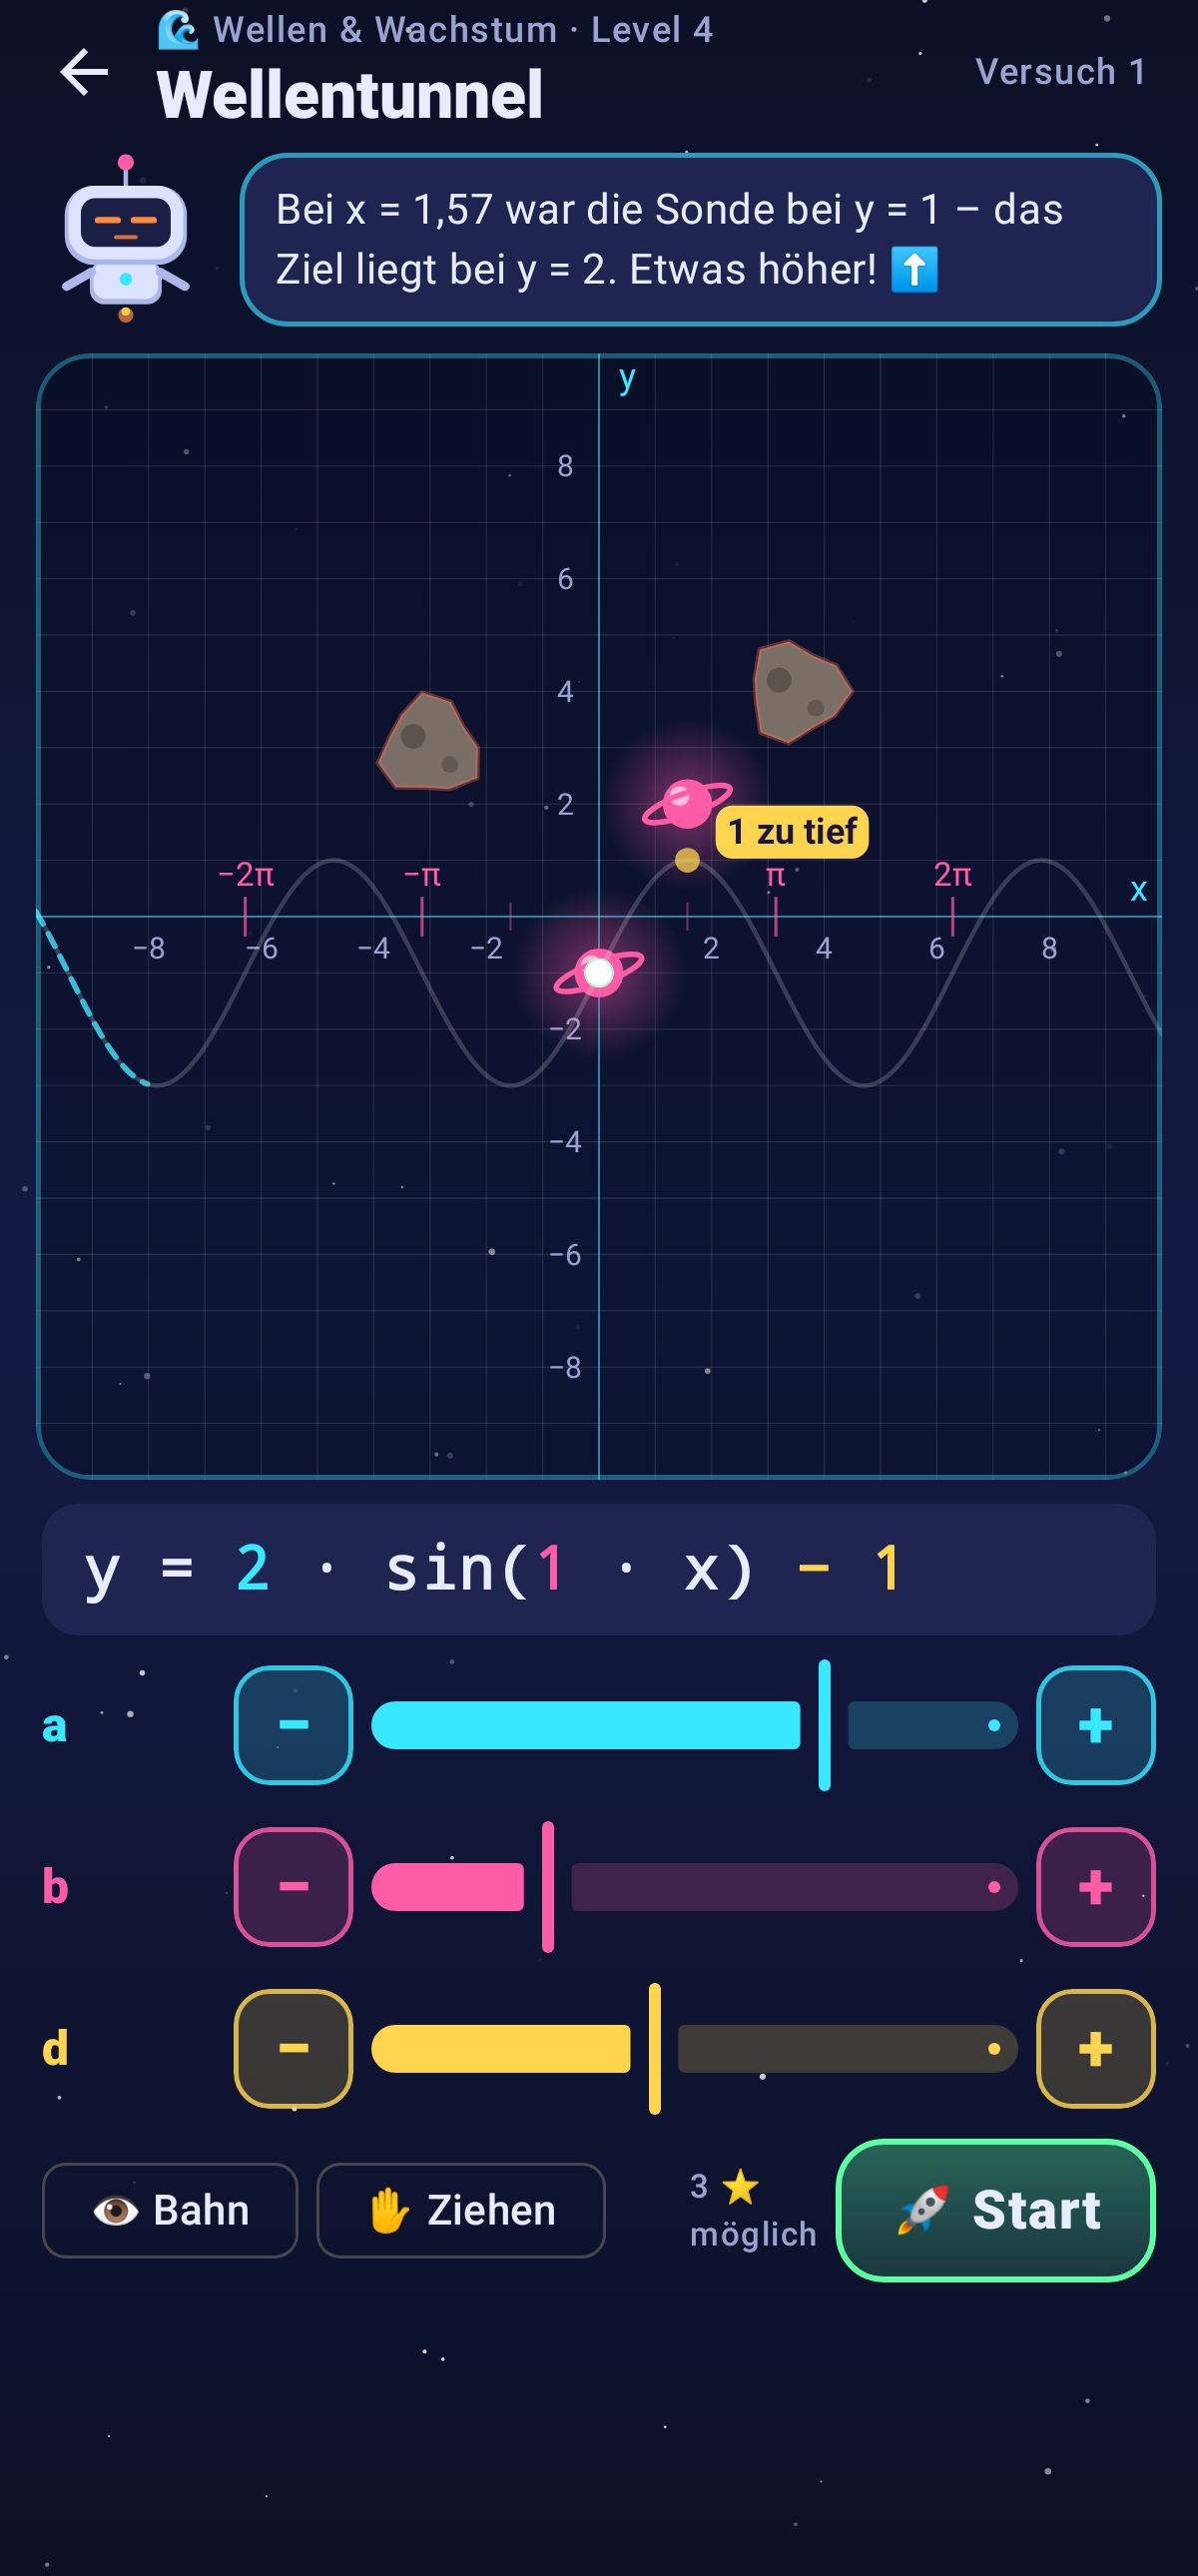 🌊 Wellen & Wachstum · Level 4
Wellentunnel
Versuch 1
Bei x = 1,57 war die Sonde bei y = 1 – das
Ziel liegt bei y = 2. Etwas höher! ⬆️
y
8
6
4
2
1 zu tief
−2π
−π
π
2π
x
−8
−6
−4
−2
2
4
6
8
−2
−4
−6
−8
y = 2 · sin(1 · x) − 1
a
−
+
b
−
+
d
−
+
👁️ Bahn
✋ Ziehen
3 ⭐
möglich
🚀 Start